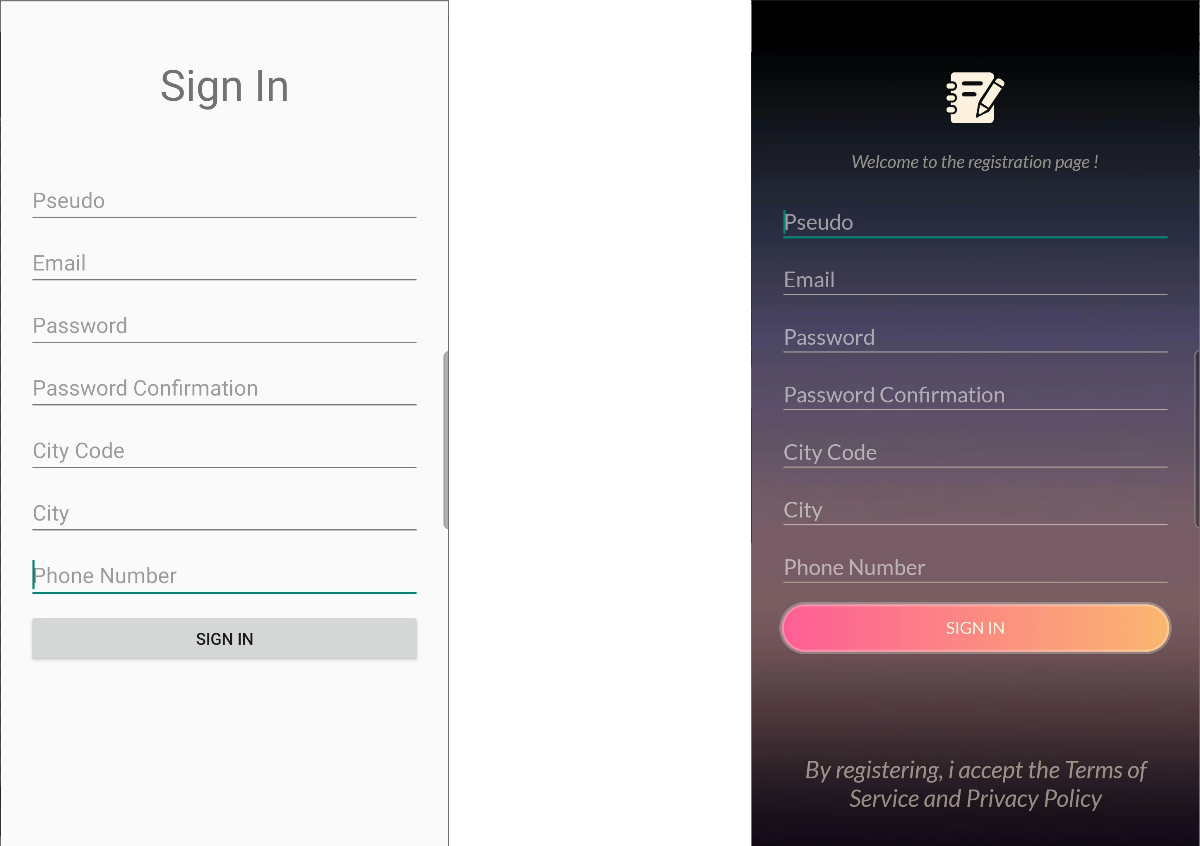 Sign In
Pseudo
Email
Password
Password Confirmation
City Code
City
Phone Number
SIGN IN
Welcome to the registration page !
Pseudo
Email
Password
Password Confirmation
City Code
City
Phone Number
SIGN IN
By registering, i accept the Terms of
Service and Privacy Policy